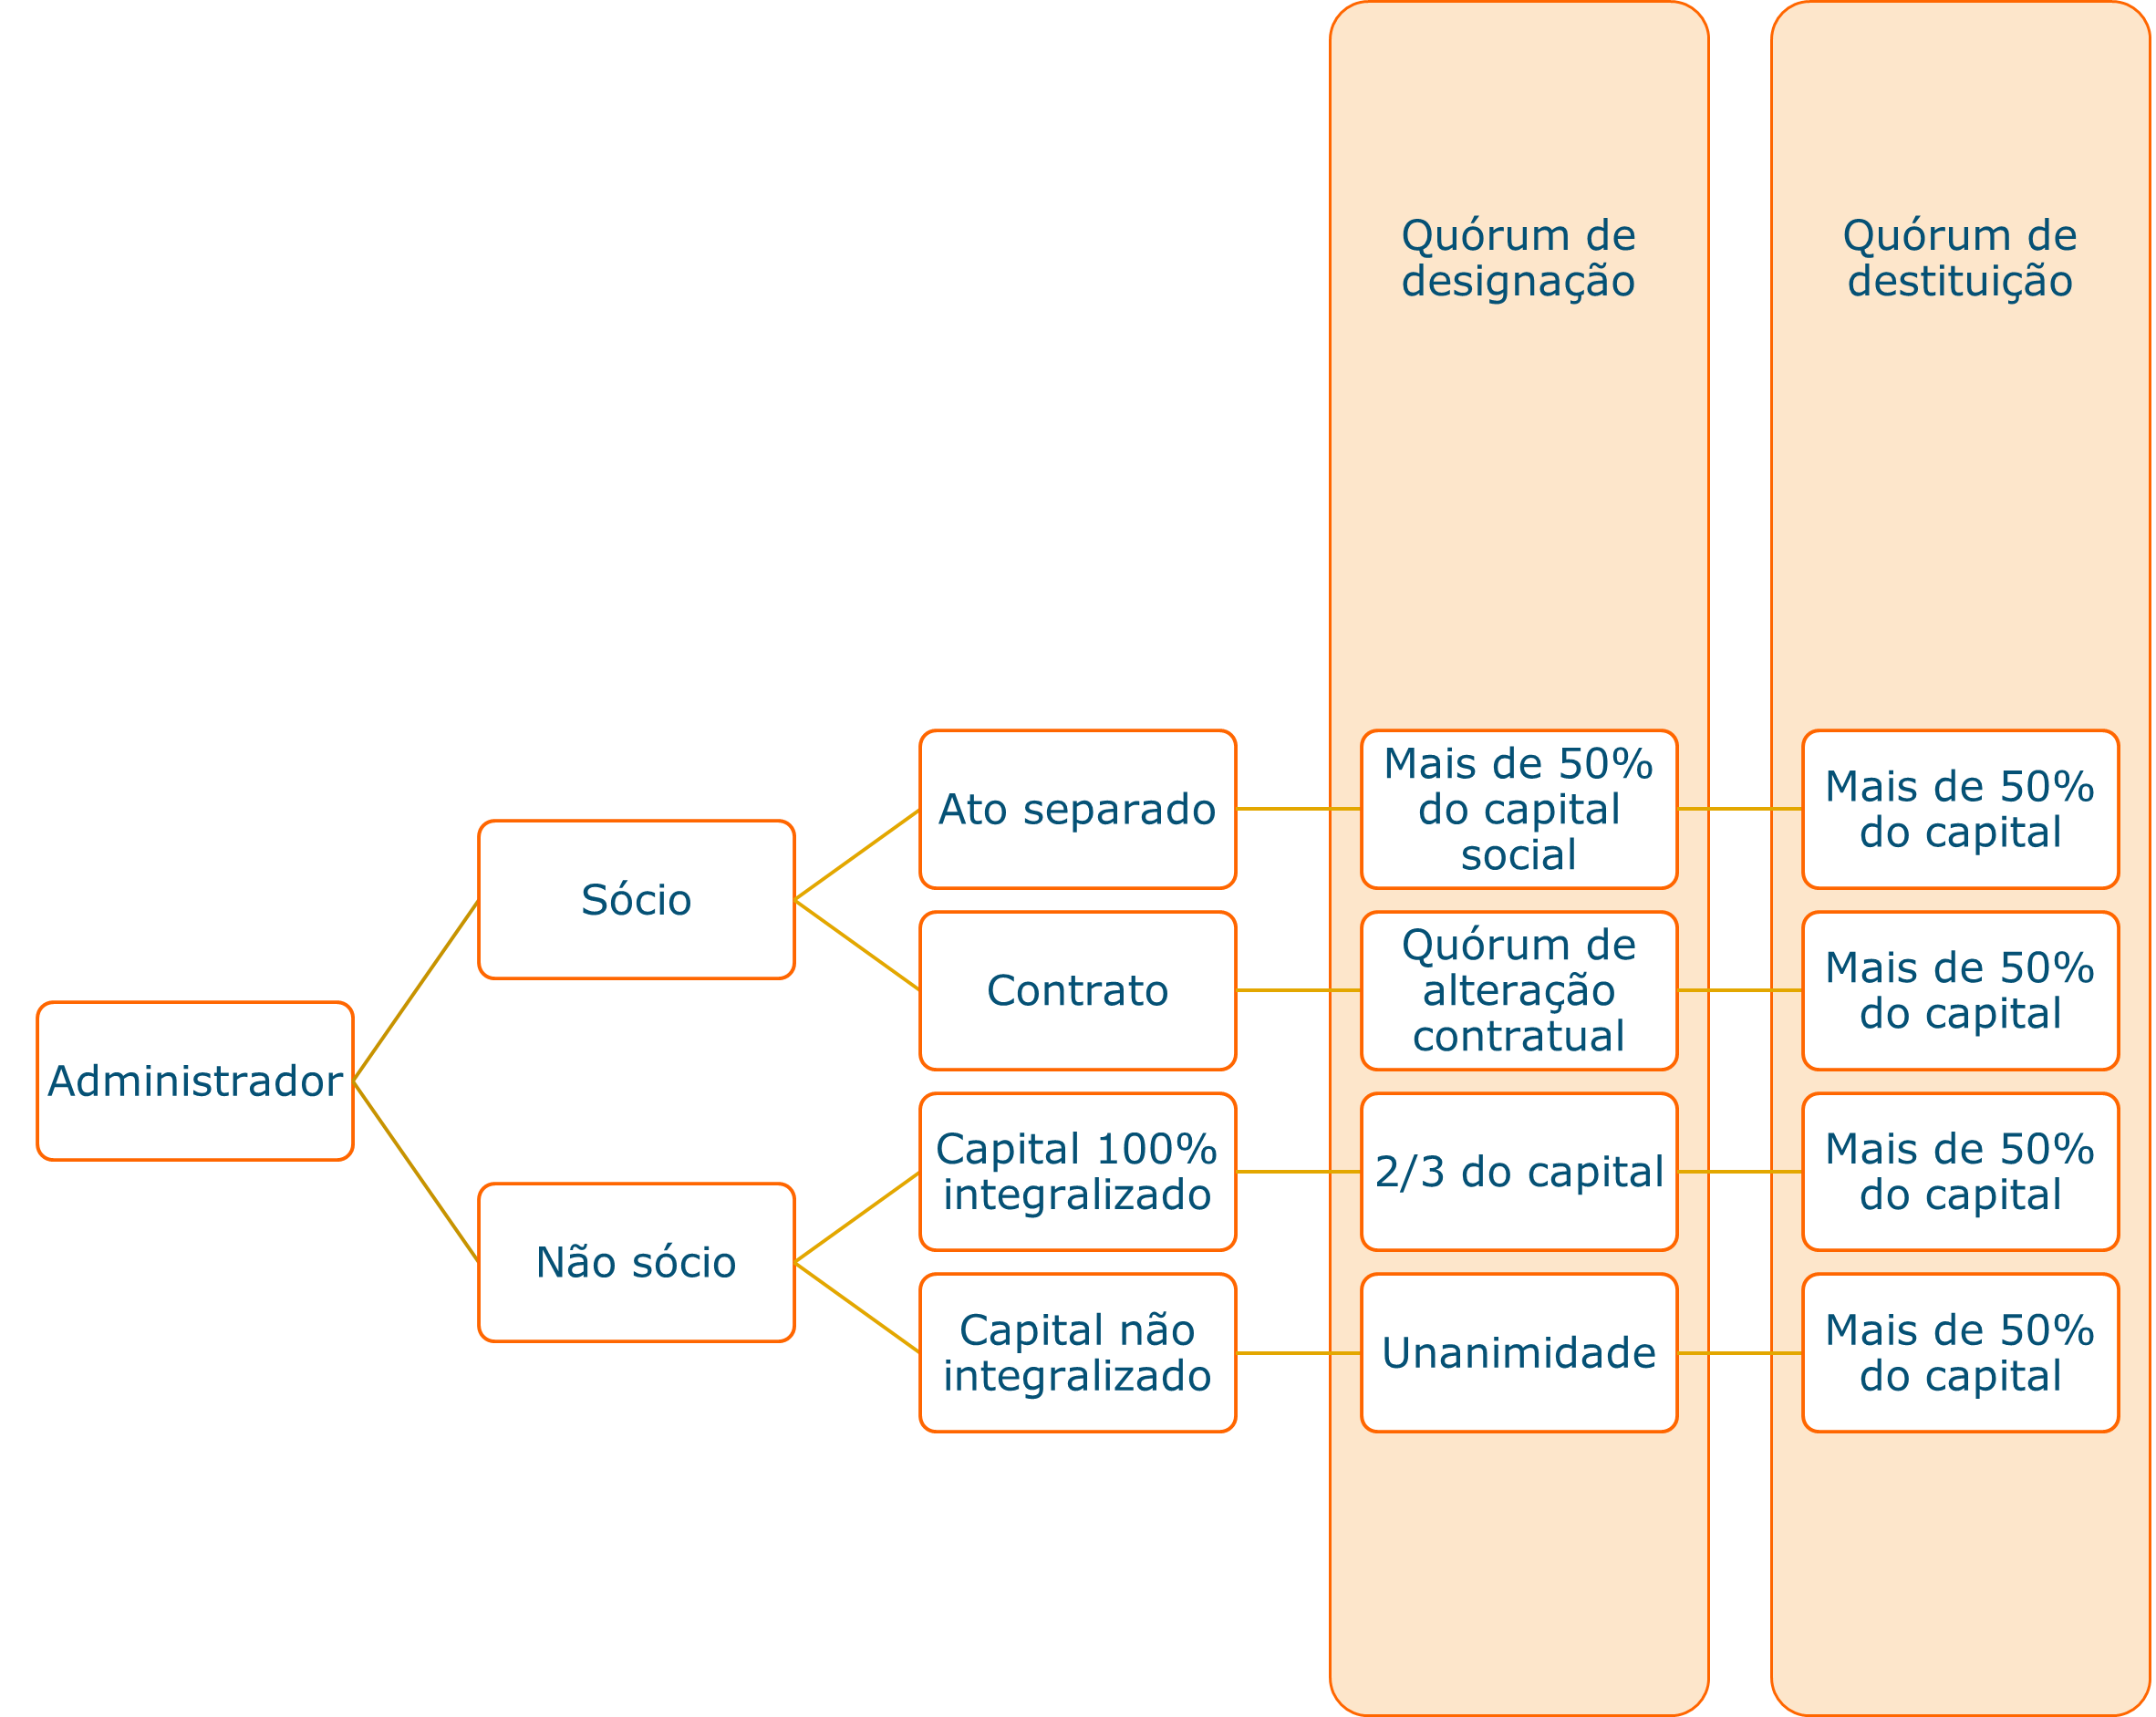 Quórum de
designação
Quórum de
destituição
Administrador
Sócio
Ato separado
Mais de 50%
do capital
social
Mais de 50%
do capital
Contrato
Quórum de
alteração
contratual
Mais de 50%
do capital
Não sócio
Capital 100%
integralizado
2/3 do capital
Mais de 50%
do capital
Capital não
integralizado
Unanimidade
Mais de 50%
do capital